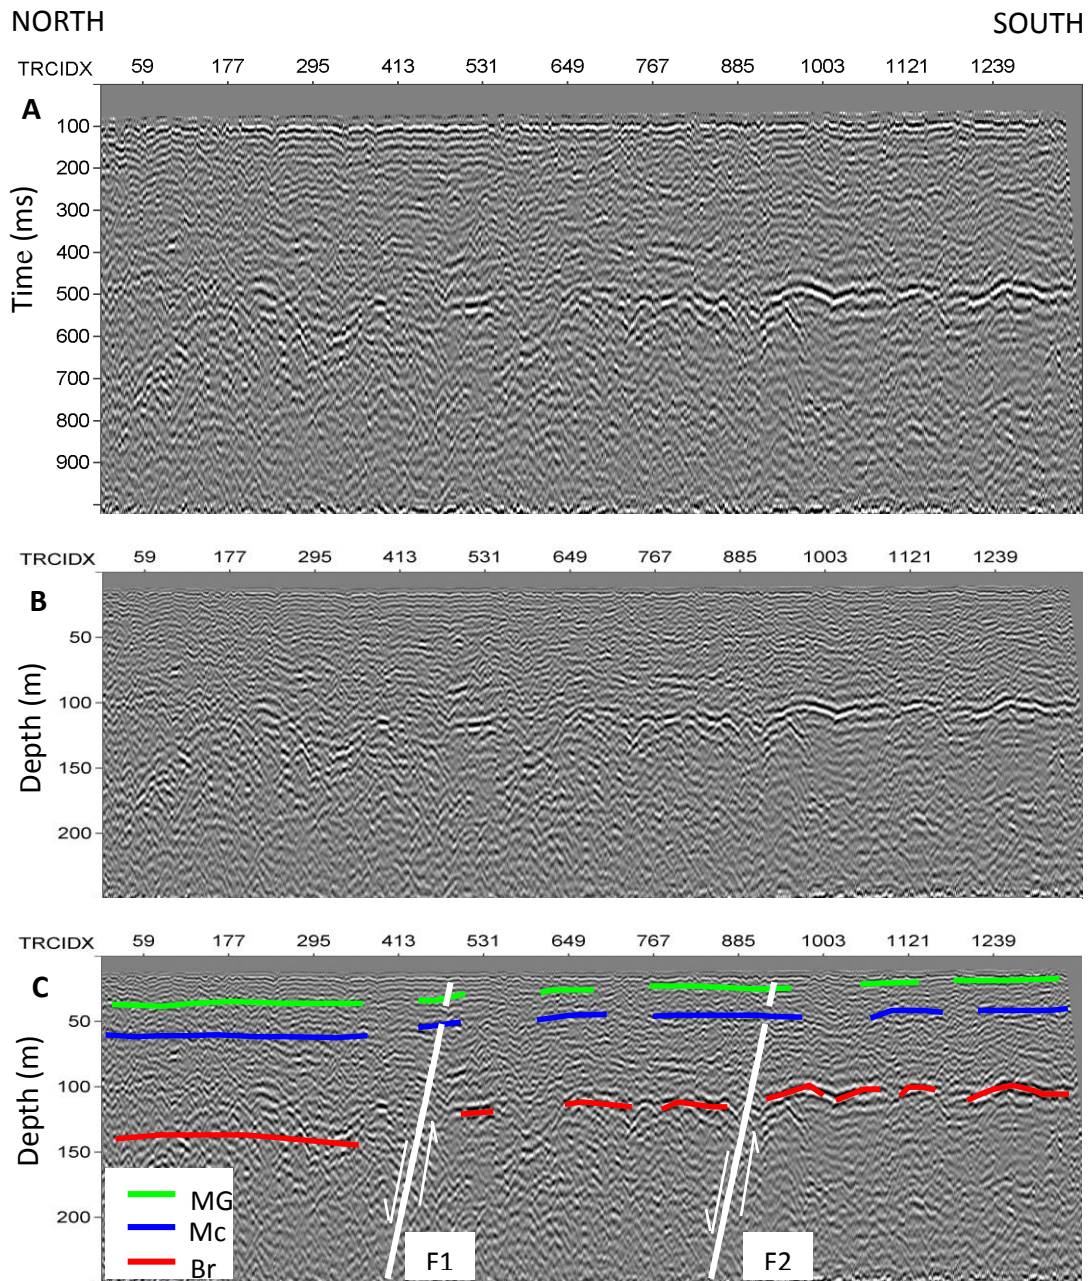 NORTH SOUTH
TRCIDX 59 177 295 413 531 649 767 885 1003 1121 1239
A
Time (ms)
100
200
300
400
500
600
700
800
900
TRCIDX 59 177 295 413 531 649 767 885 1003 1121 1239
B
Depth (m)
50
100
150
200
TRCIDX 59 177 295 413 531 649 767 885 1003 1121 1239
C
Depth (m)
50
100
150
200
MG
Mc
Br
F1 F2